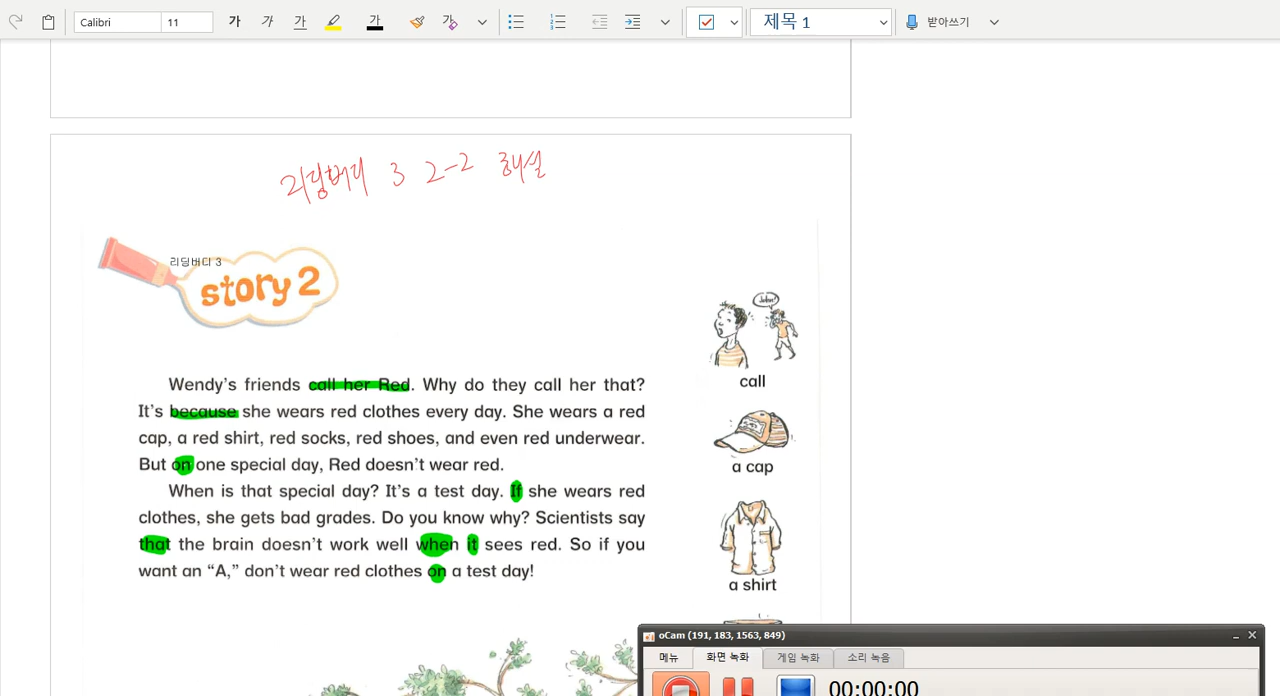 Calibri
11
가
가
가
가
가
제목 1
받아쓰기
리딩버디 3 2-2 해설
리딩버디 3
story 2
Wendy's friends call her Red. Why do they call her that?
It's because she wears red clothes every day. She wears a red
cap, a red shirt, red socks, red shoes, and even red underwear.
But on one special day, Red doesn't wear red.
When is that special day? It's a test day. If she wears red
clothes, she gets bad grades. Do you know why? Scientists say
that the brain doesn't work well when it sees red. So if you
want an “A,” don't wear red clothes on a test day!
John!
call
a cap
a shirt
oCam (191, 183, 1563, 849)
메뉴
화면 녹화
게임 녹화
소리 녹음
00:00:00